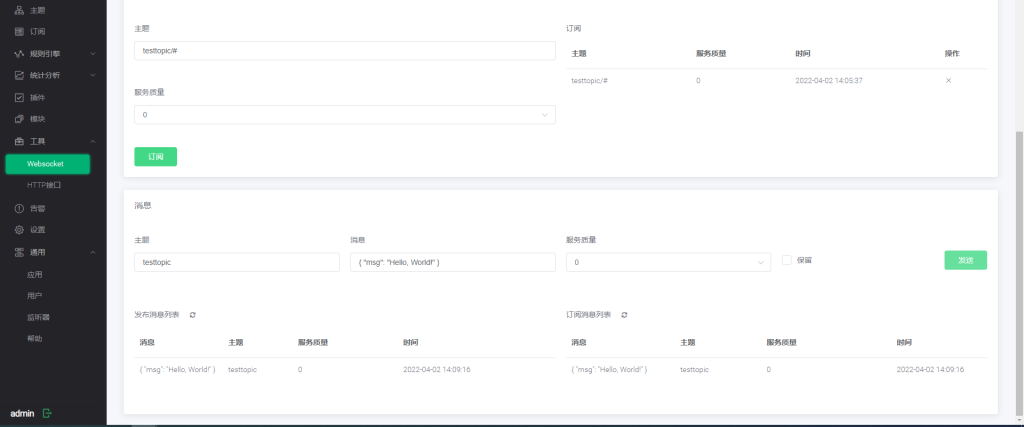 主题
订阅
规则引擎
统计分析
插件
模块
工具
Websocket
HTTP接口
告警
设置
通用
应用
用户
监听器
帮助
admin
主题
testtopic/#
服务质量
0
订阅
订阅
主题 服务质量 时间 操作
testtopic/# 0 2022-04-02 14:05:37
消息
主题 消息 服务质量
testtopic { "msg": "Hello, World!" } 0 保留 发送
发布消息列表
消息 主题 服务质量 时间
{ "msg": "Hello, World!" } testtopic 0 2022-04-02 14:09:16
订阅消息列表
消息 主题 服务质量 时间
{ "msg": "Hello, World!" } testtopic 0 2022-04-02 14:09:16